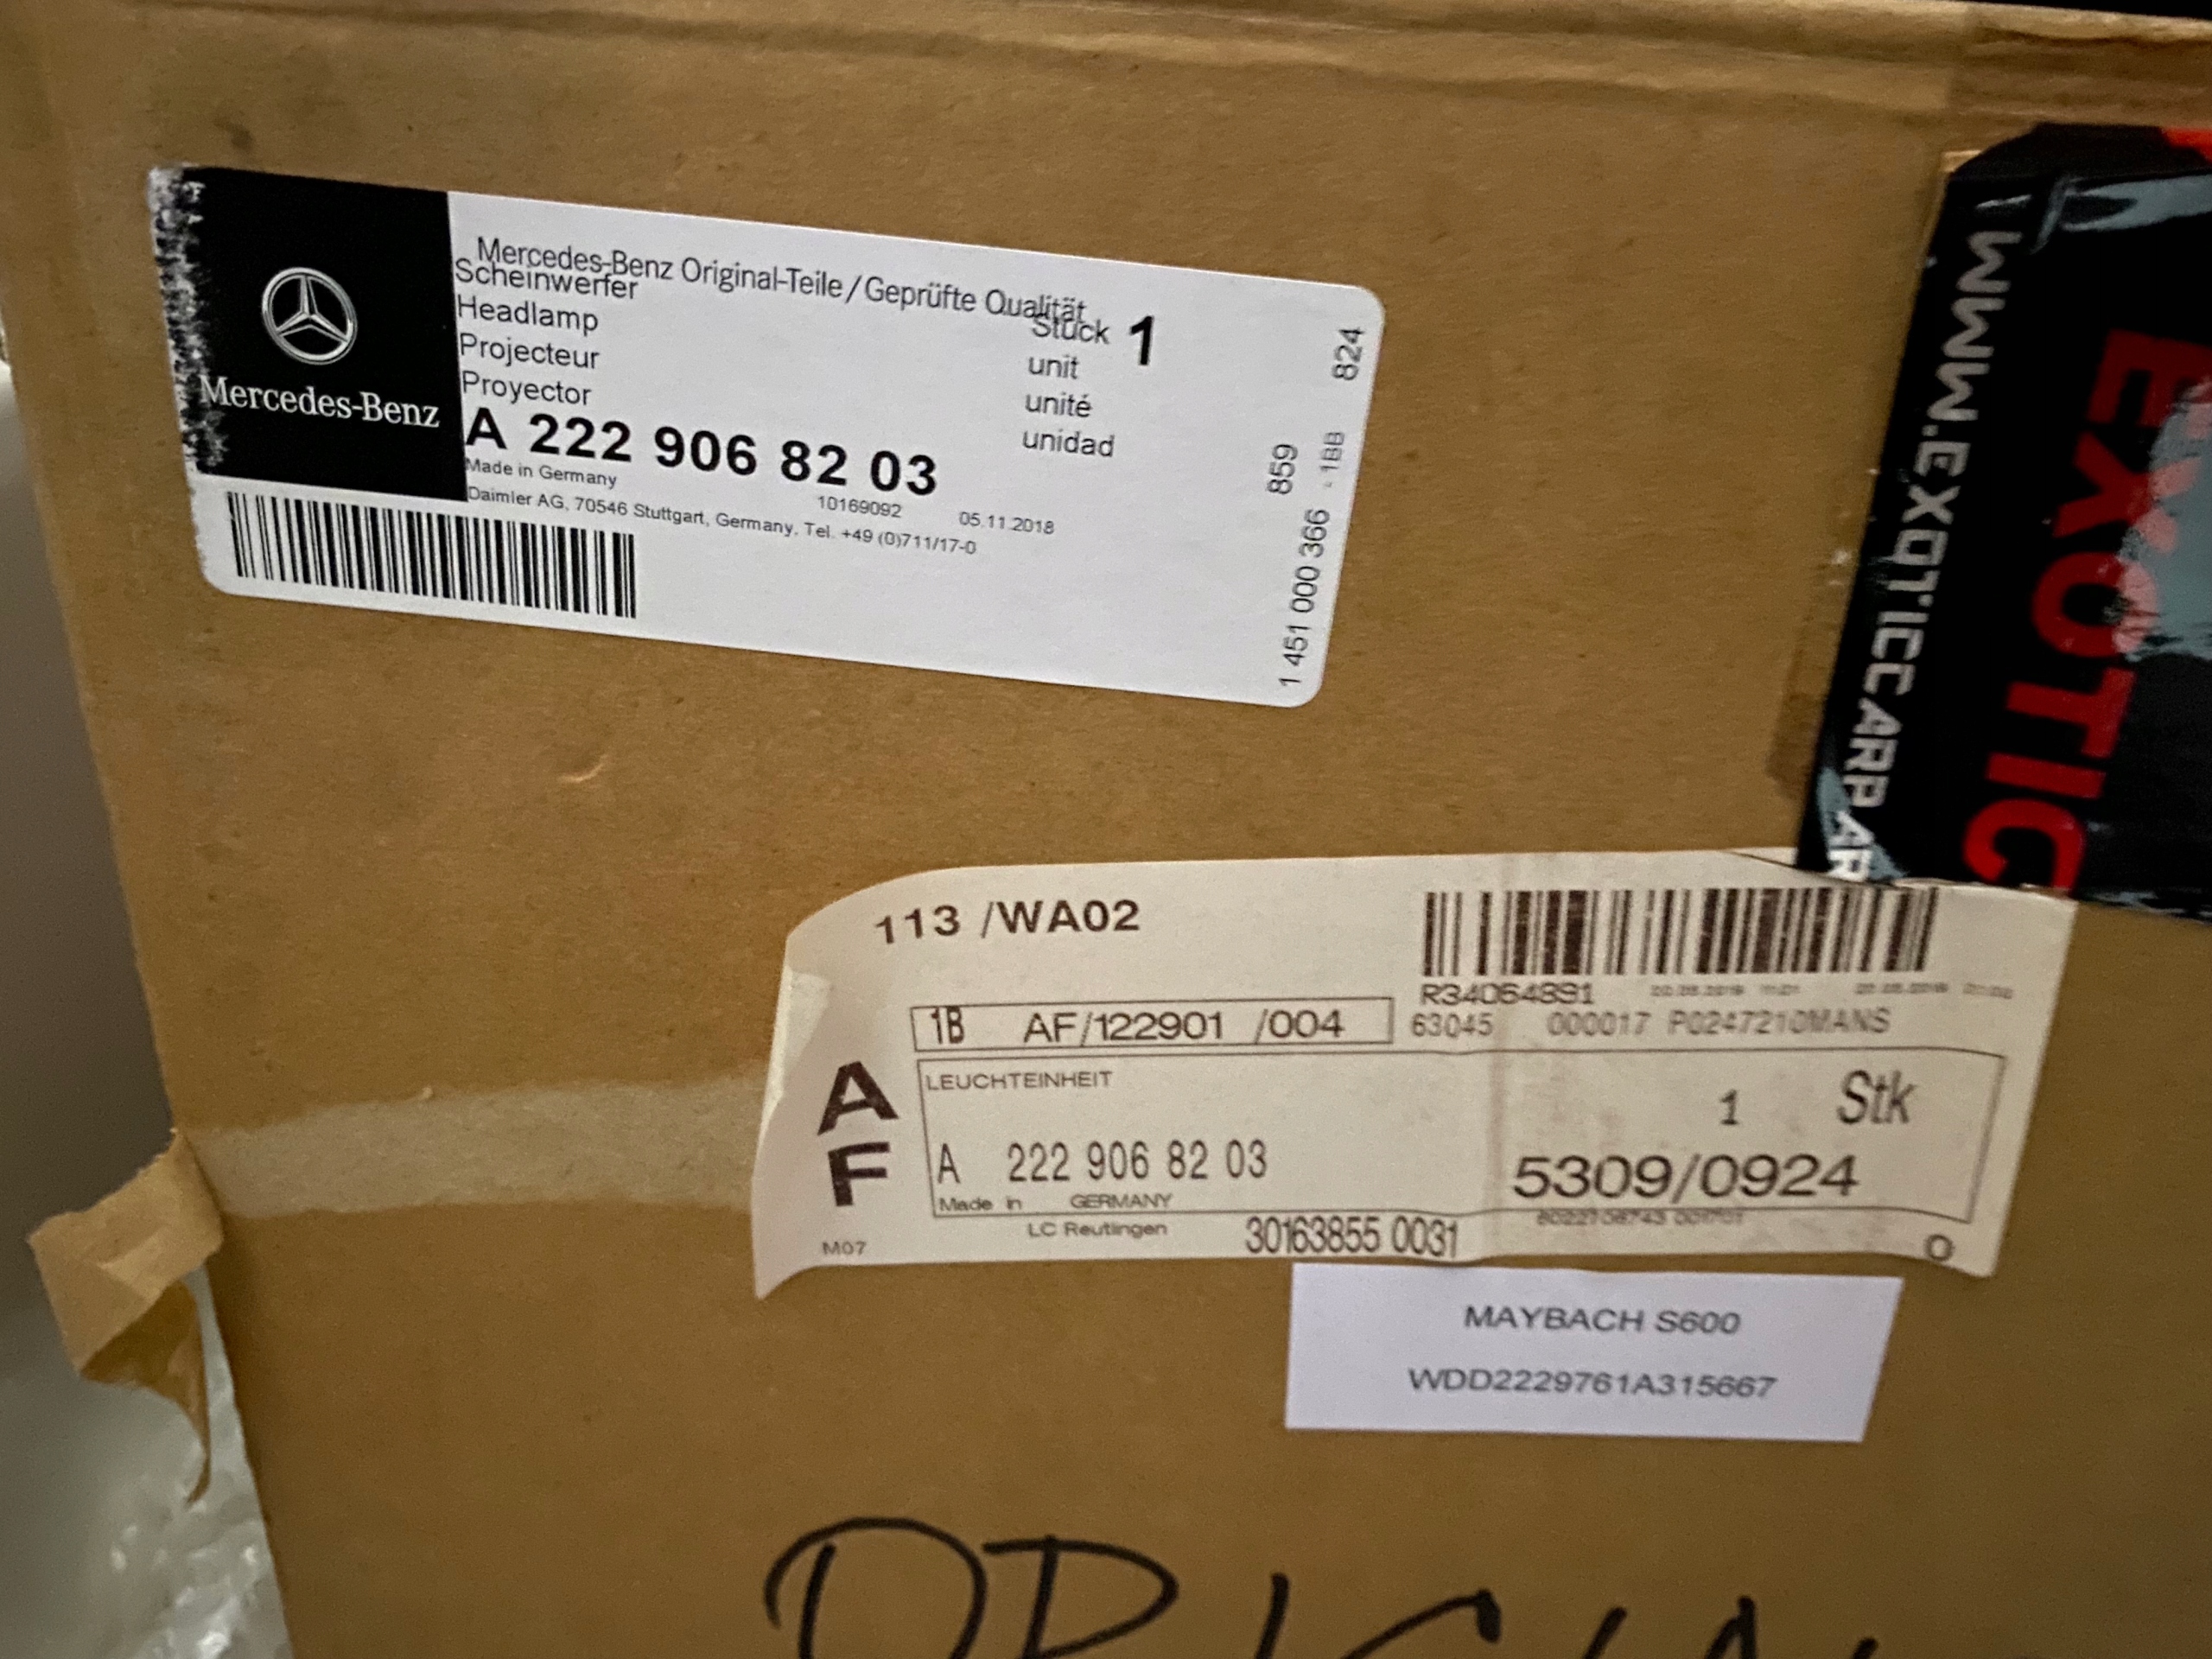 Mercedes-Benz Original-Teile / Geprüfte Qualität
Scheinwerfer
Headlamp
Projecteur
Proyector
Stück 1
unit
unité
unidad
A 222 906 82 03
Made in Germany
10169092 05.11.2018
Daimler AG, 70546 Stuttgart, Germany, Tel. +49 (0)711/17-0
Mercedes-Benz
824
859
1 451 000 366 - 1BB
WWW.EXOTICCARPAR
EXOTIC
113 /WA02
R34064891
1B AF/122901 /004
63045 000017 P0247210MANS
A
F
LEUCHTEINHEIT
1 Stk
A 222 906 82 03
5309/0924
Made in GERMANY
LC Reutlingen
30163855 0031
M07
O
MAYBACH S600
WDD2229761A315667